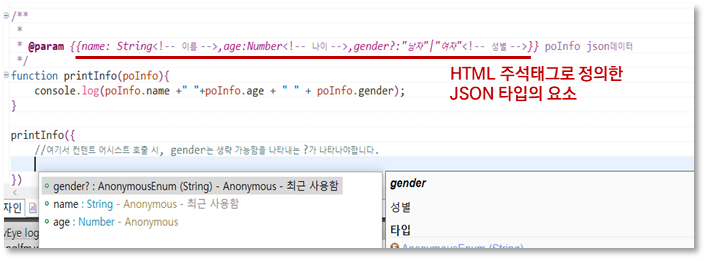 /**
 *
 * @param {{name: String<!-- 이름 -->,age:Number<!-- 나이 -->,gender?:"남자"|"여자"<!-- 성별 -->}} poInfo json데이터
 */
function printInfo(poInfo){
    console.log(poInfo.name +" "+poInfo.age + " " + poInfo.gender);
}
HTML 주석태그로 정의한
JSON 타입의 요소
printInfo({
    //여기서 컨텐트 어시스트 호출 시, gender는 생략 가능함을 나타내는 ?가 나타나야합니다.
})
gender? : AnonymousEnum (String) - Anonymous - 최근 사용함
name : String - Anonymous - 최근 사용함
age : Number - Anonymous
gender
성별
타입
AnonymousEnum (String)
자인